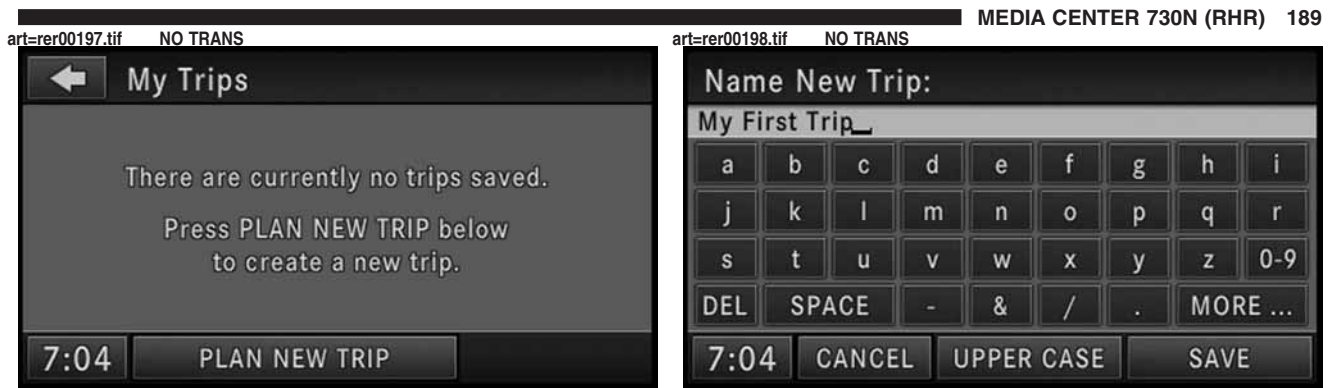 MEDIA CENTER 730N (RHR) 189
art=rer00197.tif NO TRANS
My Trips
There are currently no trips saved.
Press PLAN NEW TRIP below
to create a new trip.
7:04 PLAN NEW TRIP
art=rer00198.tif NO TRANS
Name New Trip:
My First Trip_
a b c d e f g h i
j k l m n o p q r
s t u v w x y z 0-9
DEL SPACE - & / . MORE ...
7:04 CANCEL UPPER CASE SAVE